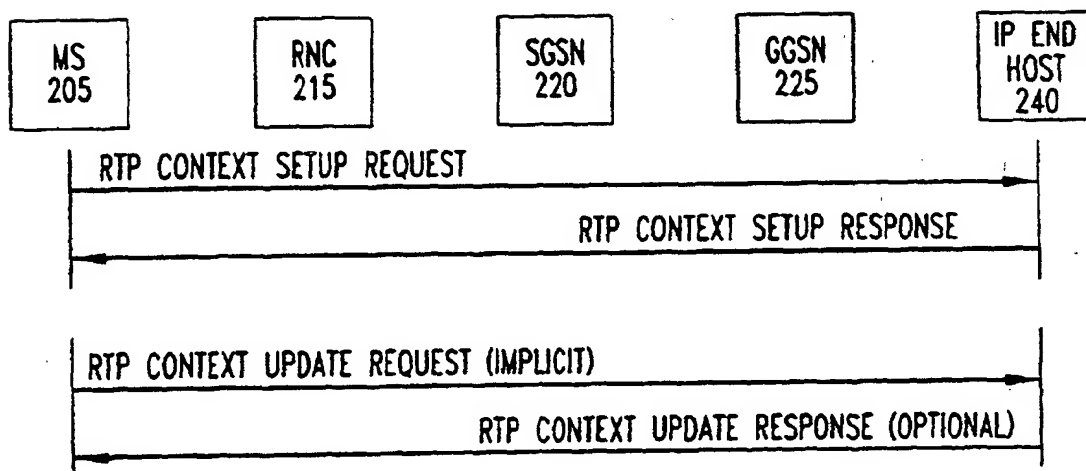 MS
205
RNC
215
SGSN
220
GGSN
225
IP END
HOST
240
RTP CONTEXT SETUP REQUEST
RTP CONTEXT SETUP RESPONSE
RTP CONTEXT UPDATE REQUEST (IMPLICIT)
RTP CONTEXT UPDATE RESPONSE (OPTIONAL)